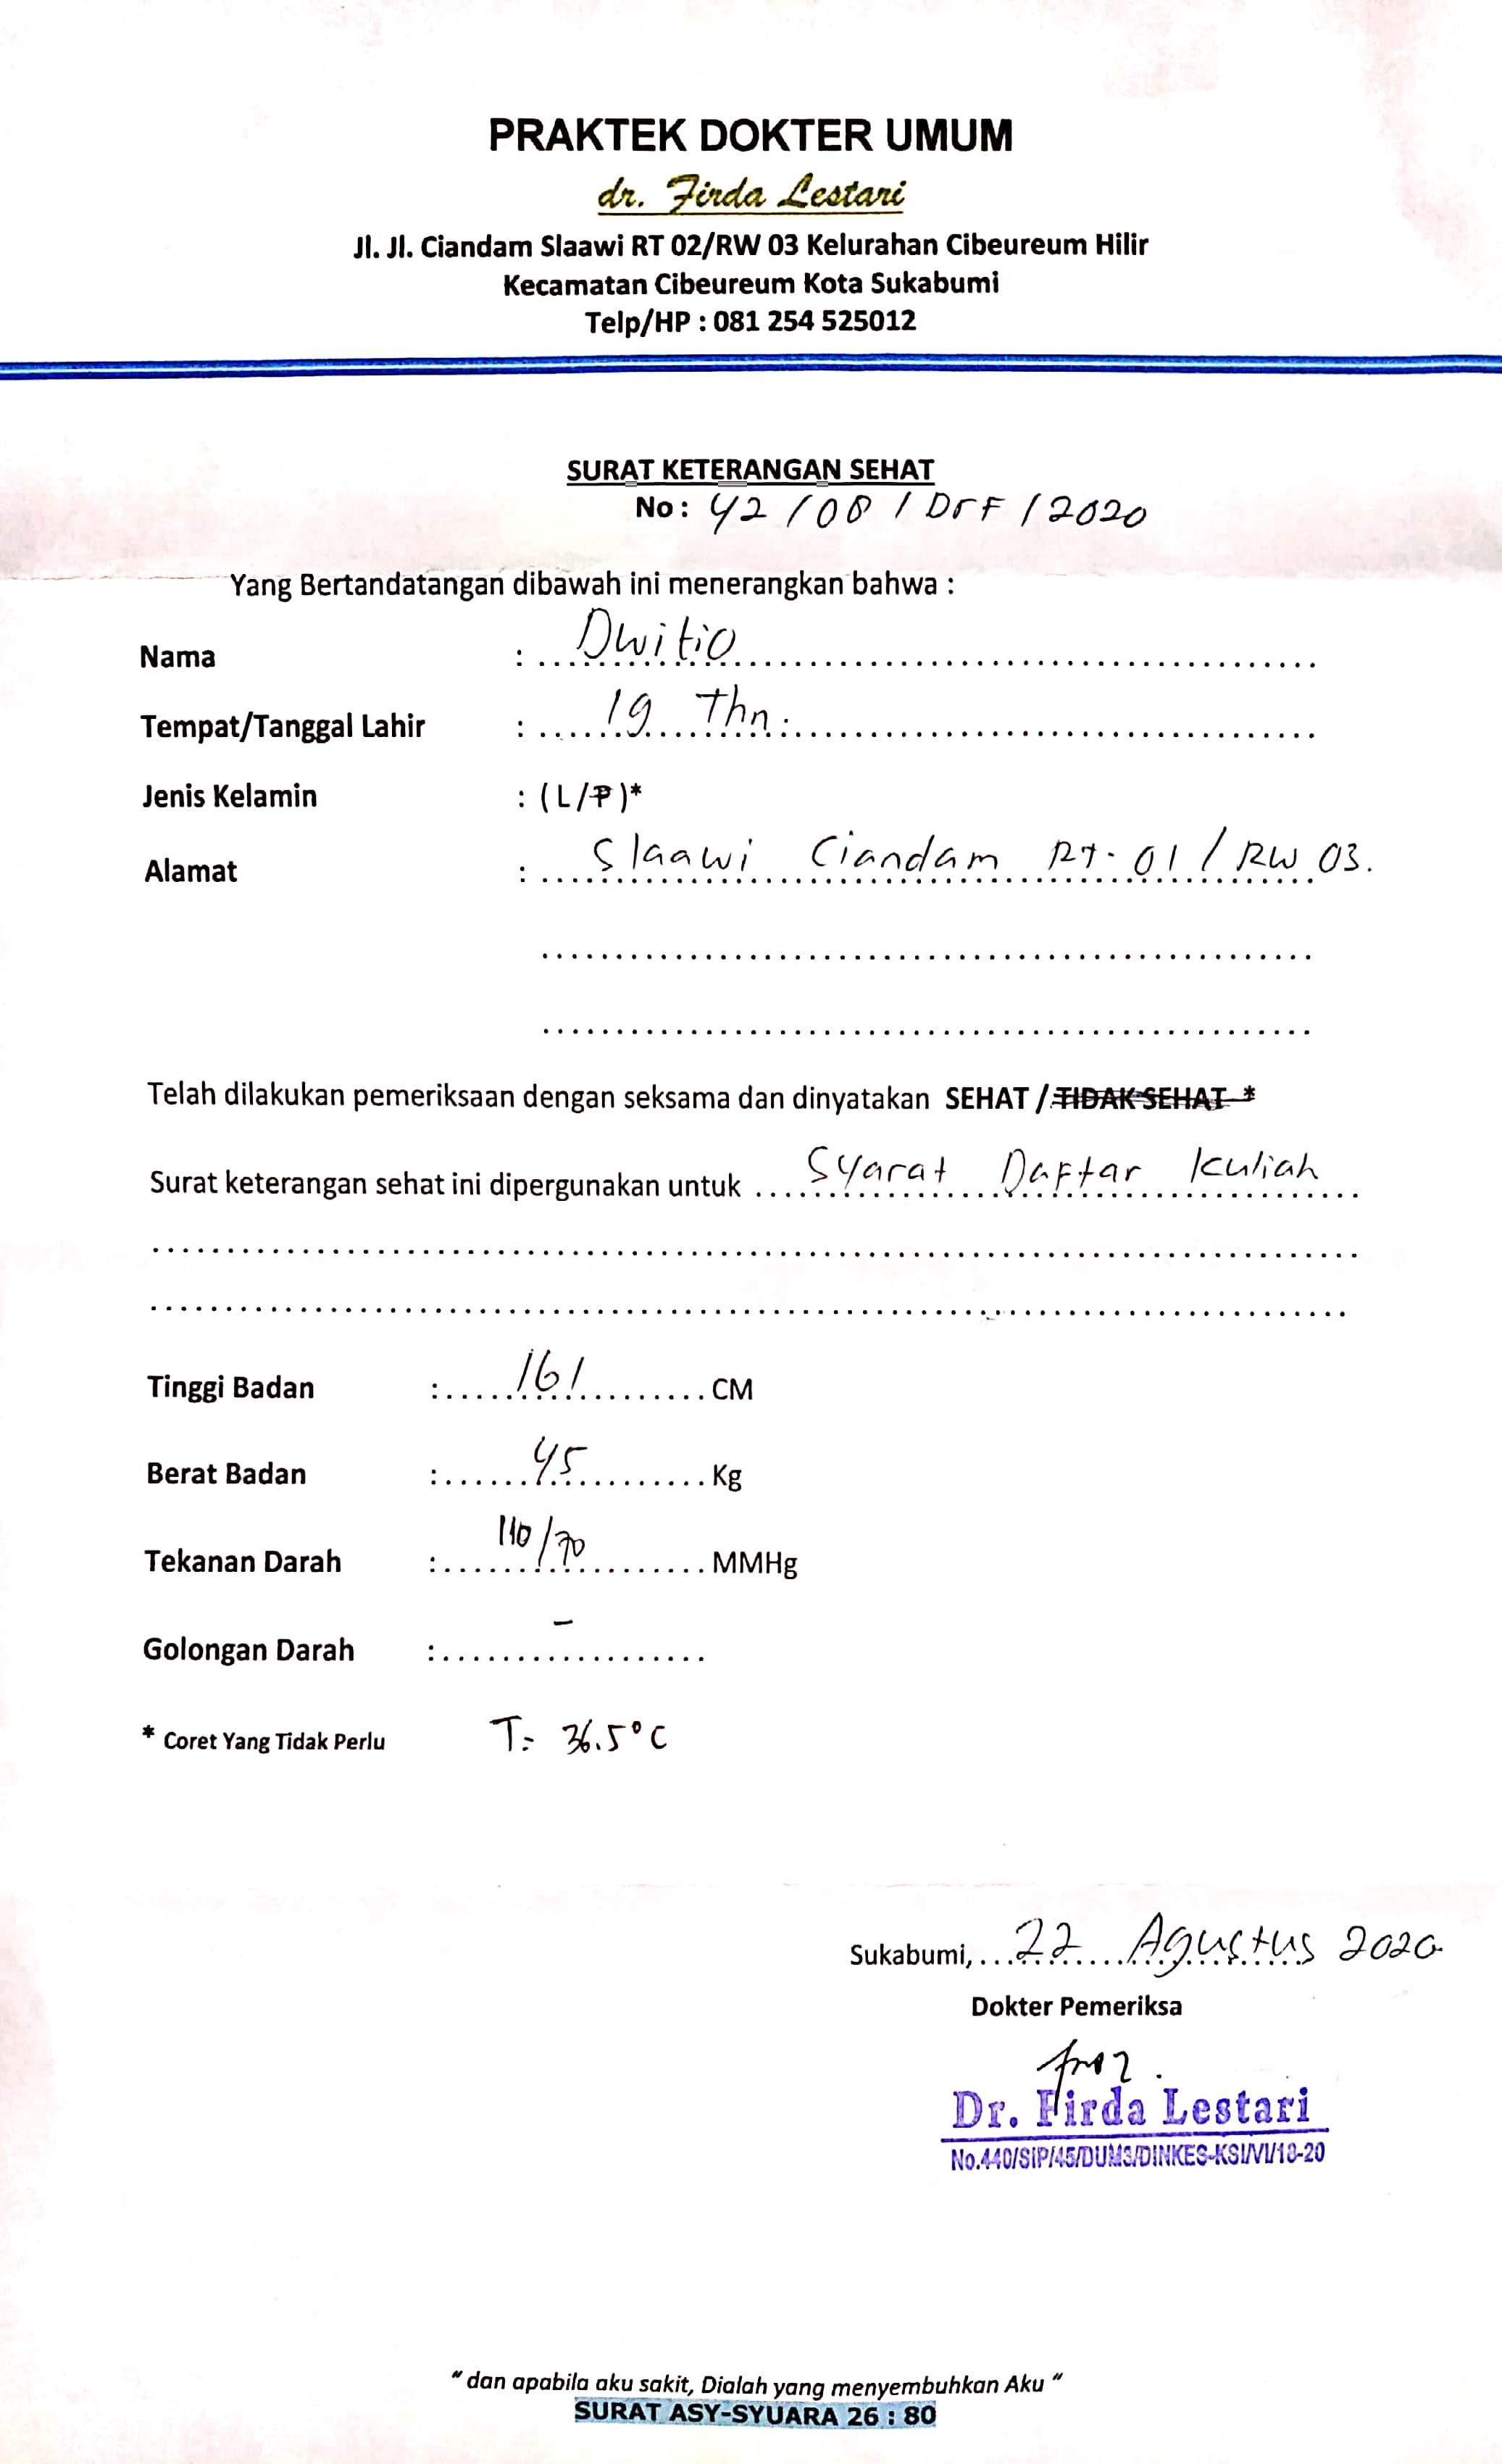 PRAKTEK DOKTER UMUM
dr. Firda Lestari
Jl. Jl. Ciandam Slaawi RT 02/RW 03 Kelurahan Cibeureum Hilir
Kecamatan Cibeureum Kota Sukabumi
Telp/HP : 081 254 525012
SURAT KETERANGAN SEHAT
No : 42 / 08 / DrF / 2020
Yang Bertandatangan dibawah ini menerangkan bahwa :
Nama : Dwitio
Tempat/Tanggal Lahir : 19 Thn.
Jenis Kelamin : (L/P)*
Alamat : Slaawi Ciandam RT. 01 / RW 03.
Telah dilakukan pemeriksaan dengan seksama dan dinyatakan SEHAT / TIDAK SEHAT *
Surat keterangan sehat ini dipergunakan untuk Syarat Daftar Kuliah
Tinggi Badan : 161 CM
Berat Badan : 45 Kg
Tekanan Darah : 110/70 MMHg
Golongan Darah : -
* Coret Yang Tidak Perlu T= 36.5°C
Sukabumi, 22 Agustus 2020
Dokter Pemeriksa
Dr. Firda Lestari
No.440/SIP/45/DUM3/DINKES-KSI/VI/18-20
" dan apabila aku sakit, Dialah yang menyembuhkan Aku "
SURAT ASY-SYUARA 26 : 80